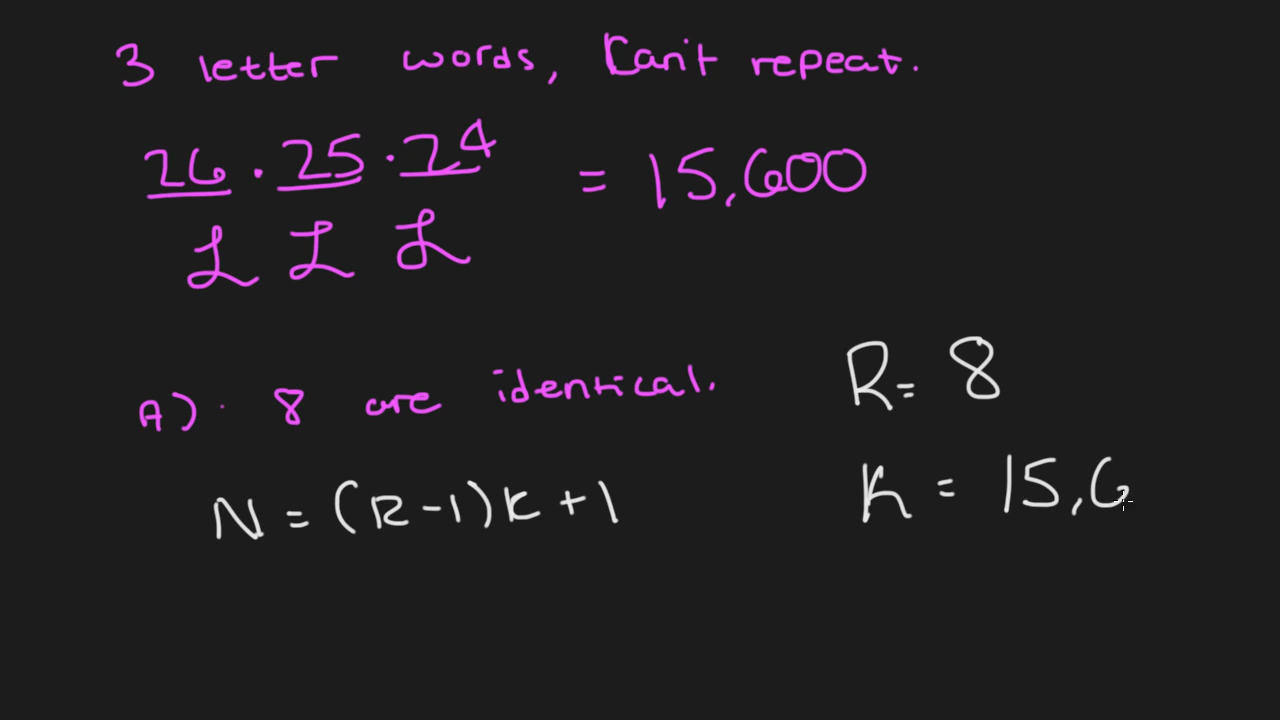 3 letter words, Can't repeat.
26 · 25 · 24 = 15,600
L L L
A) · 8 are identical.
R = 8
N = (R-1)K+1
K = 15,6